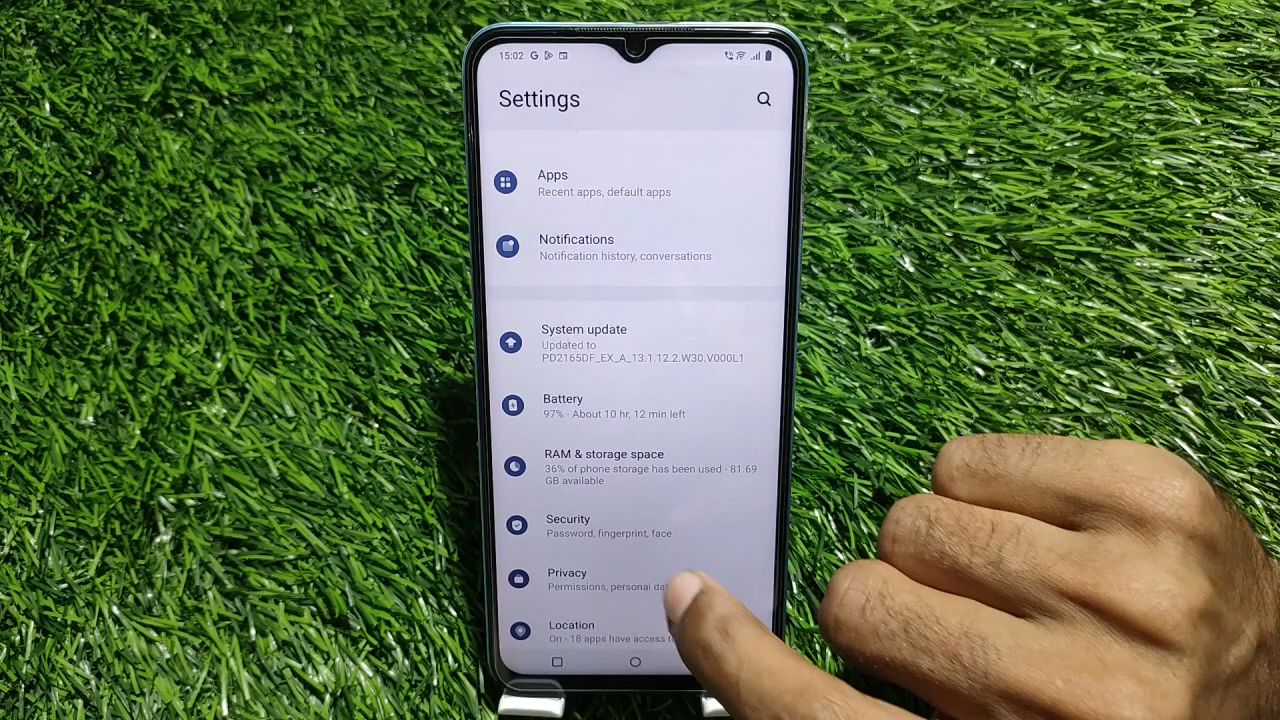 15:02
Settings
Apps
Recent apps, default apps
Notifications
Notification history, conversations
System update
Updated to
PD2165DF_EX_A_13.1.12.2.W30.V000L1
Battery
97% - About 10 hr, 12 min left
RAM & storage space
36% of phone storage has been used - 81.69
GB available
Security
Password, fingerprint, face
Privacy
Permissions, personal
Location
On - 18 apps have access